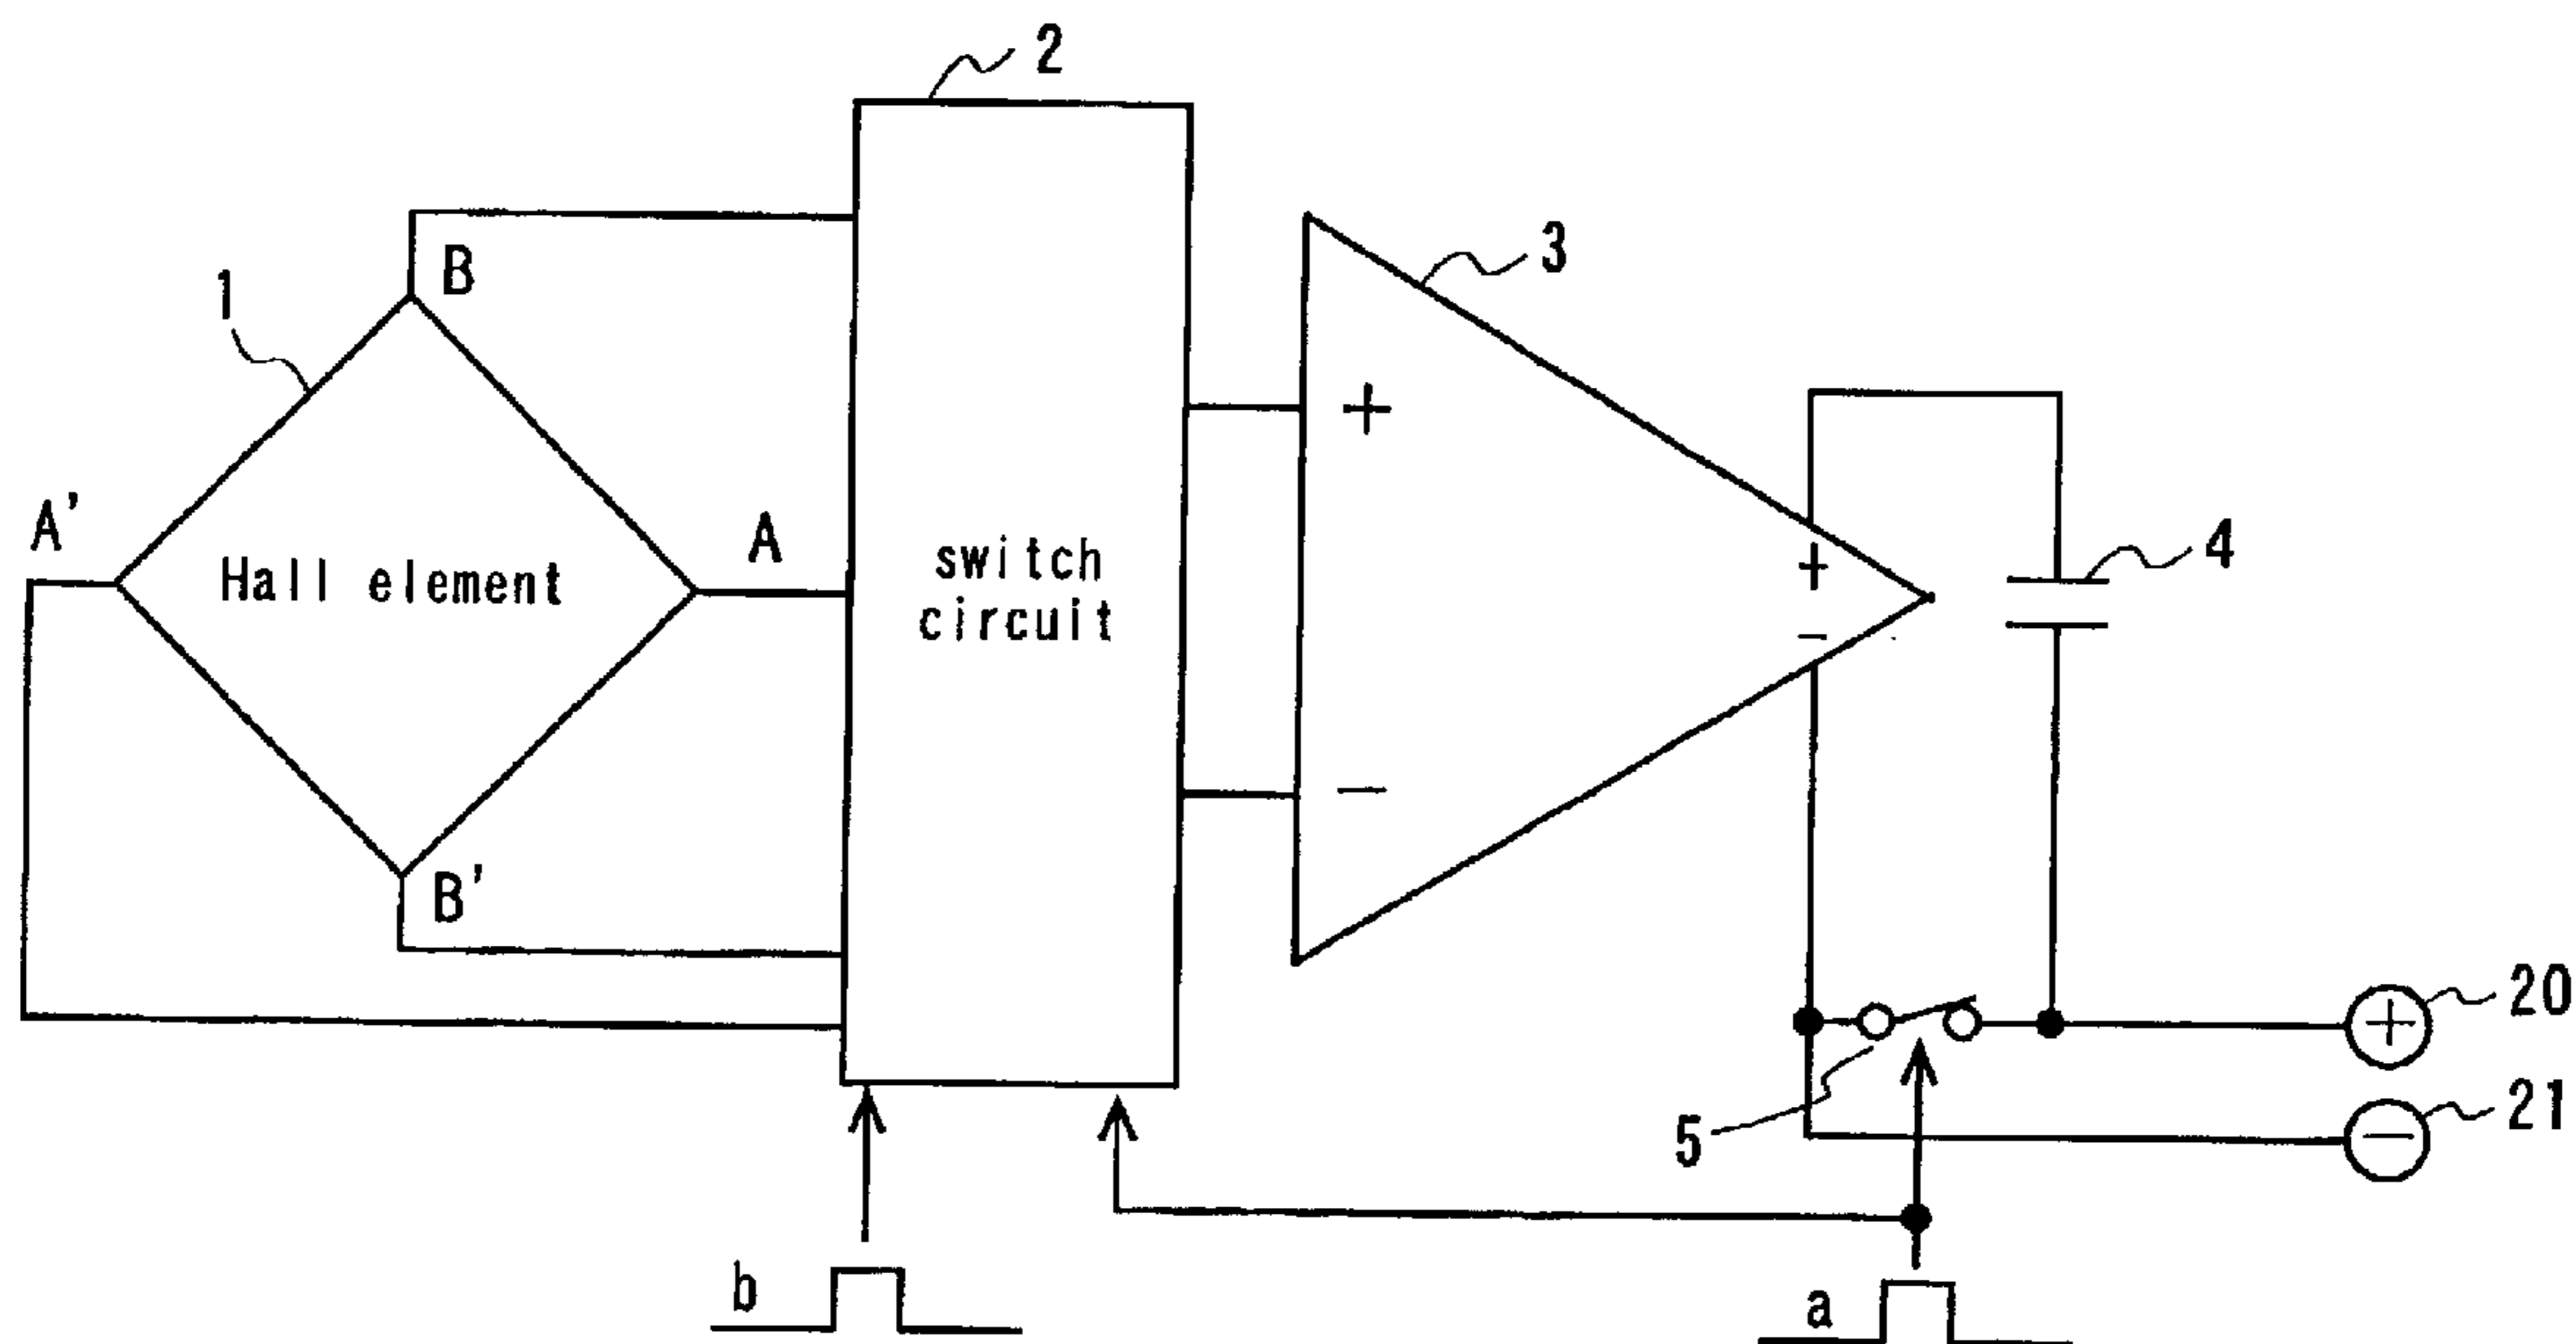 2
1
B
3
A'
Hall element
A
switch
circuit
+
+
-
4
-
B'
20
+
5
21
-
b
a